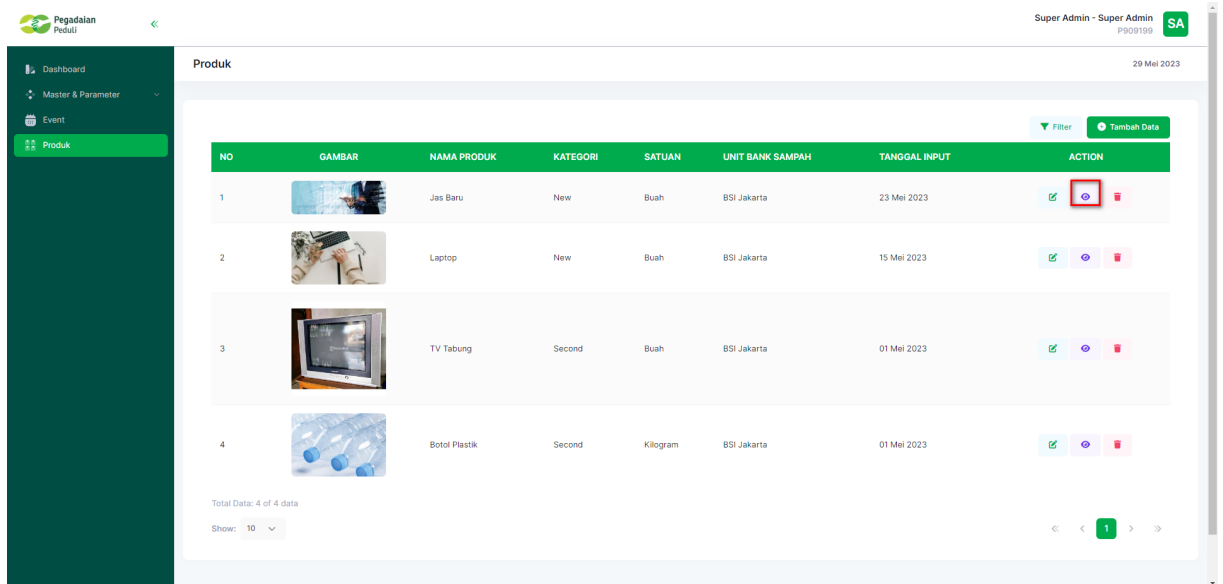 Pegadaian
Peduli
Super Admin - Super Admin
P909199
SA
Dashboard
Master & Parameter
Event
Produk
Produk
29 Mei 2023
Filter
Tambah Data
NO GAMBAR NAMA PRODUK KATEGORI SATUAN UNIT BANK SAMPAH TANGGAL INPUT ACTION
1 Jas Baru New Buah BSI Jakarta 23 Mei 2023
2 Laptop New Buah BSI Jakarta 15 Mei 2023
3 TV Tabung Second Buah BSI Jakarta 01 Mei 2023
4 Botol Plastik Second Kilogram BSI Jakarta 01 Mei 2023
Total Data: 4 of 4 data
Show: 10
1